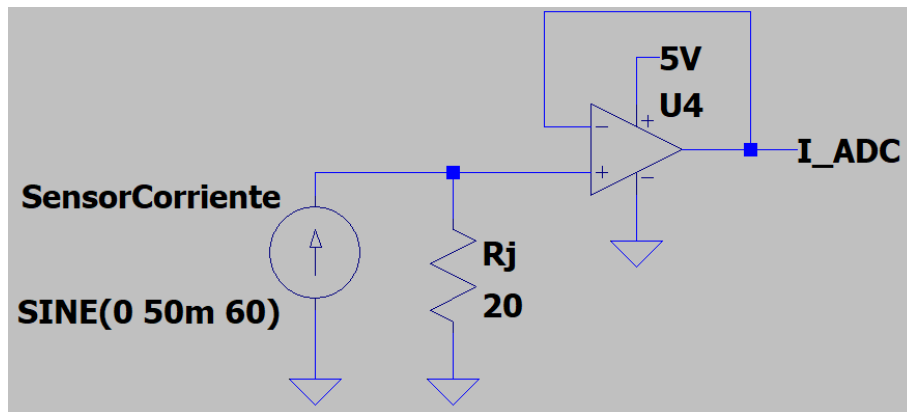 5V
U4
I_ADC
SensorCorriente
Rj
SINE(0 50m 60)
20